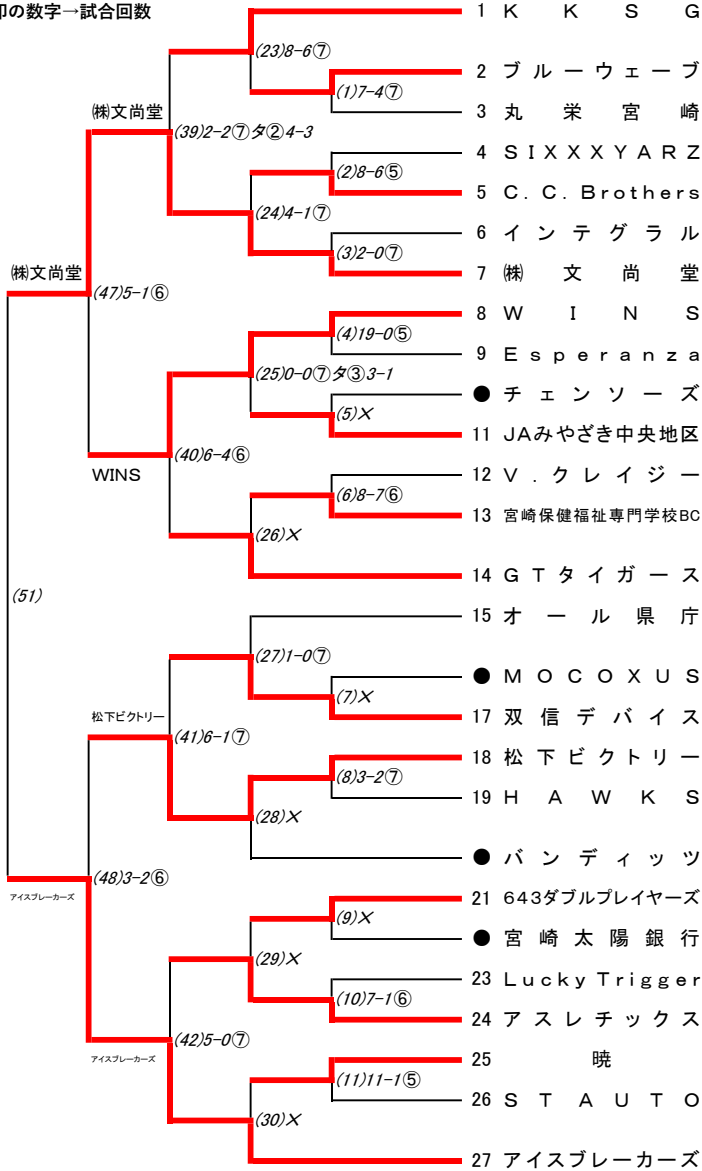 印の数字→試合回数
1 K K S G
(23)8-6⑦
2 ブルーウェーブ
(1)7-4⑦
㈱文尚堂
3 丸栄宮崎
(39)2-2⑦タ②4-3
4 SIXXXYARZ
(2)8-6⑤
5 C.C.Brothers
(24)4-1⑦
6 インテグラル
(3)2-0⑦
㈱文尚堂
7 ㈱文尚堂
(47)5-1⑥
8 W I N S
(4)19-0⑤
9 Esperanza
(25)0-0⑦タ③3-1
● チェンソーズ
(5)×
11 JAみやざき中央地区
(40)6-4⑥
WINS
12 V.クレイジー
(6)8-7⑥
13 宮崎保健福祉専門学校BC
(26)×
14 GTタイガース
(51)
15 オール県庁
(27)1-0⑦
● MOCOXUS
(7)×
17 双信デバイス
松下ビクトリー
(41)6-1⑦
18 松下ビクトリー
(8)3-2⑦
19 HAWKS
(28)×
● バンディッツ
(48)3-2⑥
アイスブレーカーズ
21 643ダブルプレイヤーズ
(9)×
● 宮崎太陽銀行
(29)×
23 Lucky Trigger
(10)7-1⑥
24 アスレチックス
(42)5-0⑦
アイスブレーカーズ
25 暁
(11)11-1⑤
26 STAUTO
(30)×
27 アイスブレーカーズ